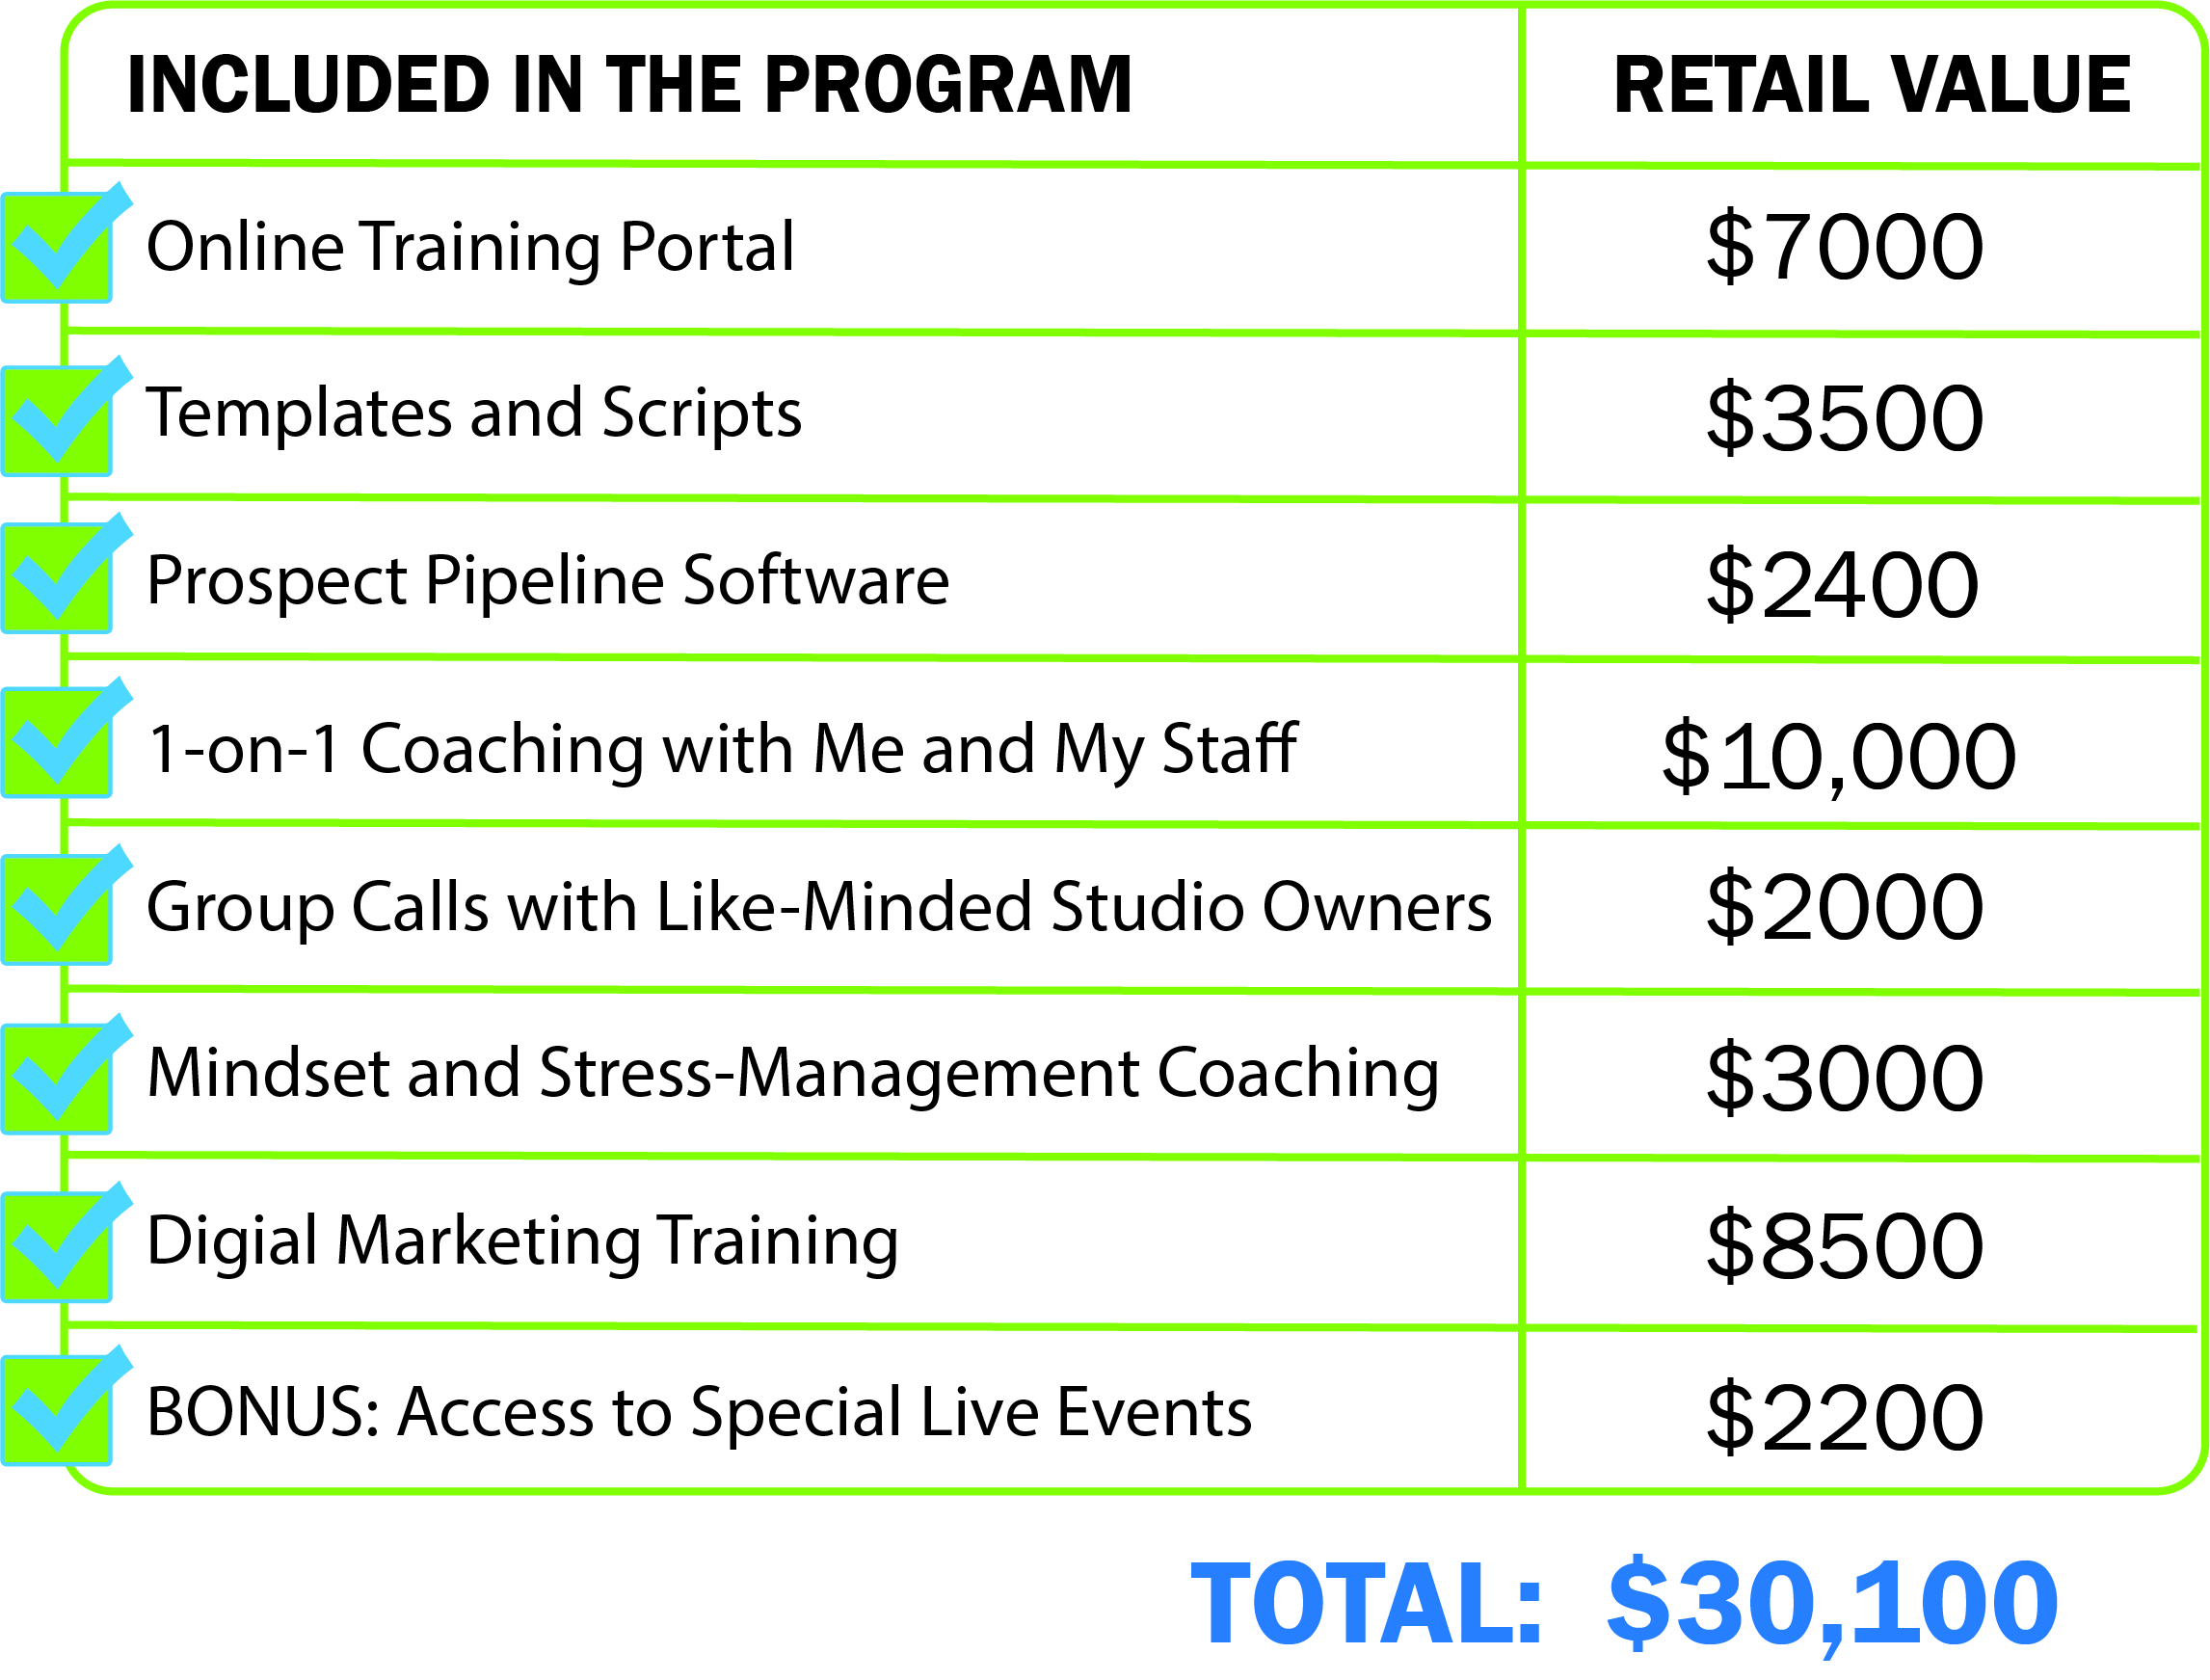 INCLUDED IN THE PROGRAM RETAIL VALUE
Online Training Portal $7000
Templates and Scripts $3500
Prospect Pipeline Software $2400
1-on-1 Coaching with Me and My Staff $10,000
Group Calls with Like-Minded Studio Owners $2000
Mindset and Stress-Management Coaching $3000
Digial Marketing Training $8500
BONUS: Access to Special Live Events $2200
TOTAL: $30,100